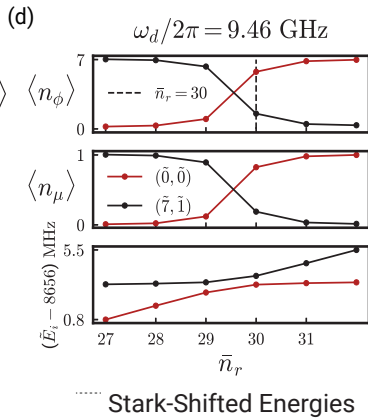 (d)
ω_d/2π = 9.46 GHz
⟩ ⟨n_ϕ⟩
7
0
n̄_r = 30
⟨n_μ⟩
1
0
(0̃, 0̃)
(7̃, 1̃)
(Ẽ_i − 8656) MHz
5.5
0.8
27 28 29 30 31
n̄_r
Stark-Shifted Energies